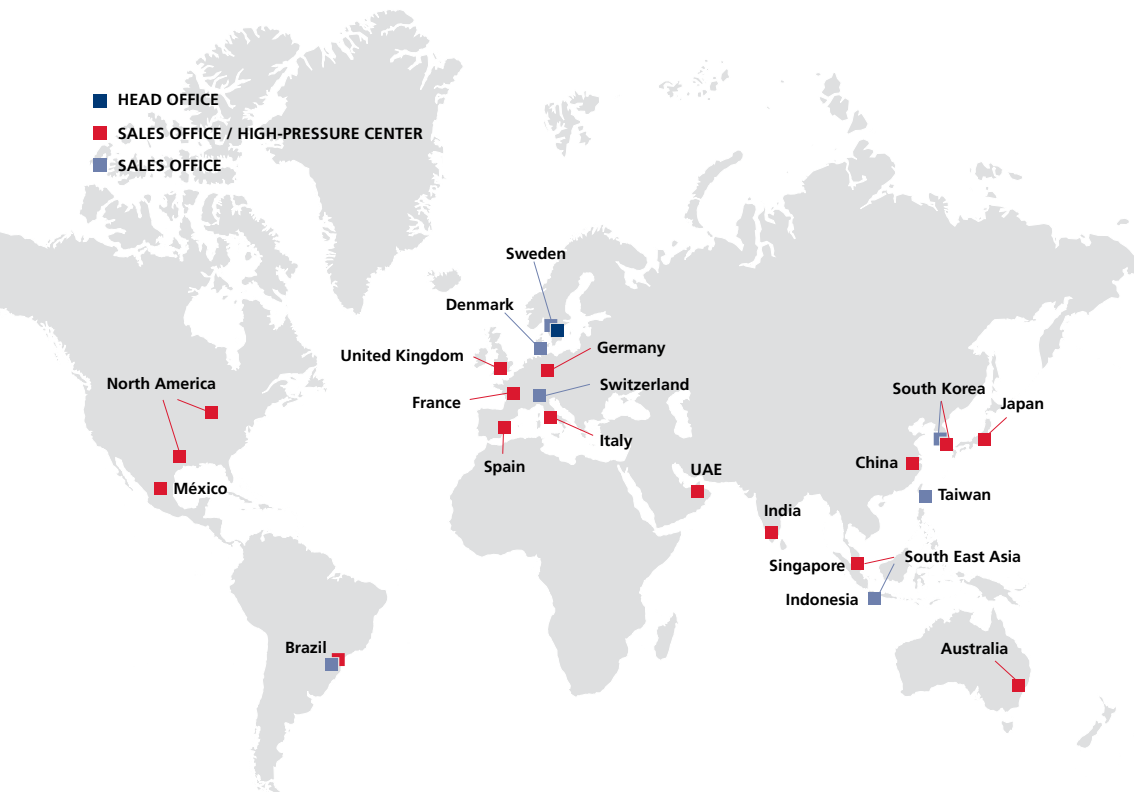 HEAD OFFICE
SALES OFFICE / HIGH-PRESSURE CENTER
SALES OFFICE
Sweden
Denmark
Germany
United Kingdom
Switzerland
North America
South Korea
France
Japan
Italy
China
Spain
UAE
México
Taiwan
India
South East Asia
Singapore
Indonesia
Brazil
Australia